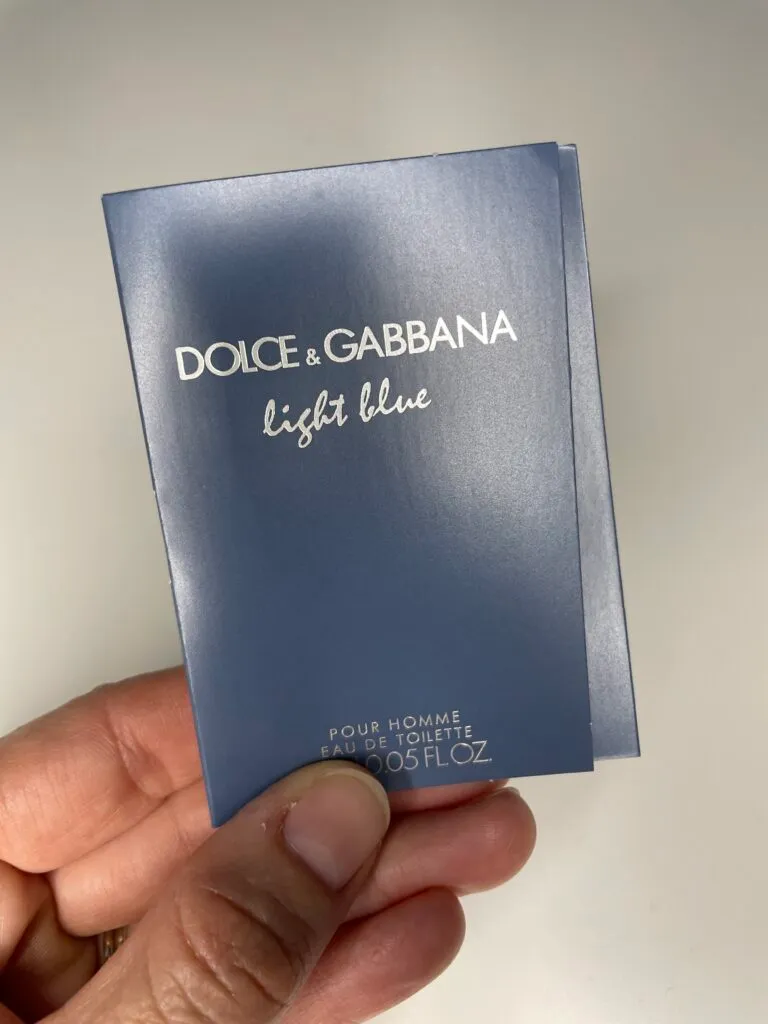 DOLCE & GABBANA
light blue
POUR HOMME
EAU DE TOILETTE
0.05 FL OZ.